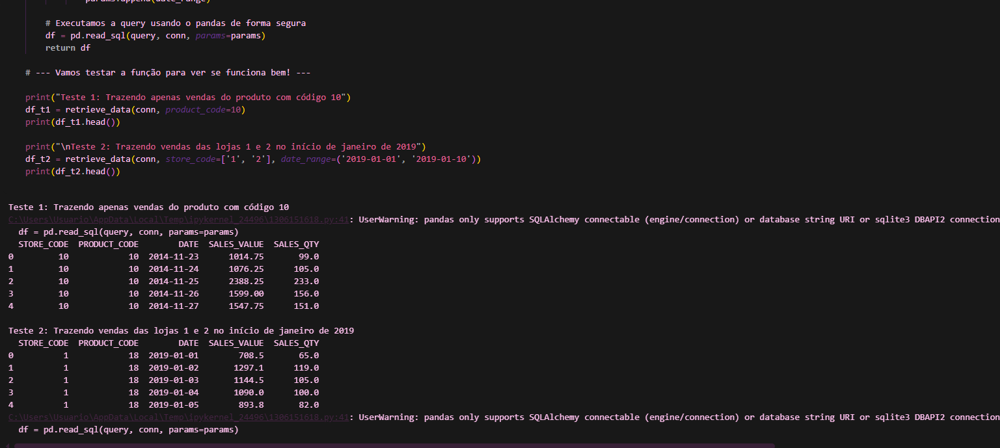 params.append(date_range)
# Executamos a query usando o pandas de forma segura
df = pd.read_sql(query, conn, params=params)
return df
# --- Vamos testar a função para ver se funciona bem! ---
print("Teste 1: Trazendo apenas vendas do produto com código 10")
df_t1 = retrieve_data(conn, product_code=10)
print(df_t1.head())
print("\nTeste 2: Trazendo vendas das lojas 1 e 2 no início de janeiro de 2019")
df_t2 = retrieve_data(conn, store_code=['1', '2'], date_range=('2019-01-01', '2019-01-10'))
print(df_t2.head())
Teste 1: Trazendo apenas vendas do produto com código 10
C:\Users\Usuario\AppData\Local\Temp\ipykernel_24496\1306151618.py:41: UserWarning: pandas only supports SQLAlchemy connectable (engine/connection) or database string URI or sqlite3 DBAPI2 connection
df = pd.read_sql(query, conn, params=params)
STORE_CODE PRODUCT_CODE DATE SALES_VALUE SALES_QTY
0 10 10 2014-11-23 1014.75 99.0
1 10 10 2014-11-24 1076.25 105.0
2 10 10 2014-11-25 2388.25 233.0
3 10 10 2014-11-26 1599.00 156.0
4 10 10 2014-11-27 1547.75 151.0
Teste 2: Trazendo vendas das lojas 1 e 2 no início de janeiro de 2019
STORE_CODE PRODUCT_CODE DATE SALES_VALUE SALES_QTY
0 1 18 2019-01-01 708.5 65.0
1 1 18 2019-01-02 1297.1 119.0
2 1 18 2019-01-03 1144.5 105.0
3 1 18 2019-01-04 1090.0 100.0
4 1 18 2019-01-05 893.8 82.0
C:\Users\Usuario\AppData\Local\Temp\ipykernel_24496\1306151618.py:41: UserWarning: pandas only supports SQLAlchemy connectable (engine/connection) or database string URI or sqlite3 DBAPI2 connection
df = pd.read_sql(query, conn, params=params)